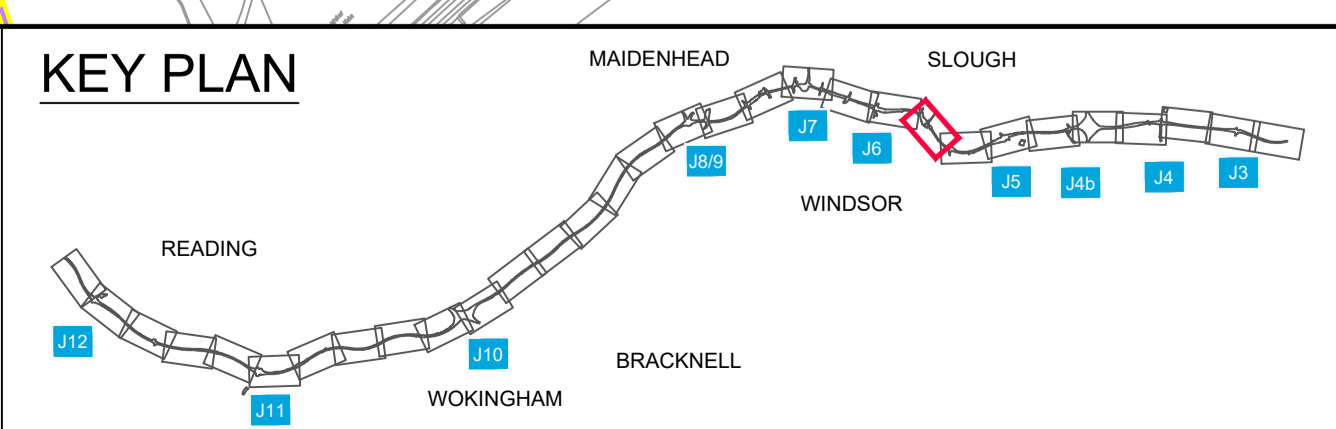 KEY PLAN
MAIDENHEAD
SLOUGH
J7
J6
J8/9
J5
J4b
J4
J3
WINDSOR
READING
J12
J10
BRACKNELL
WOKINGHAM
J11